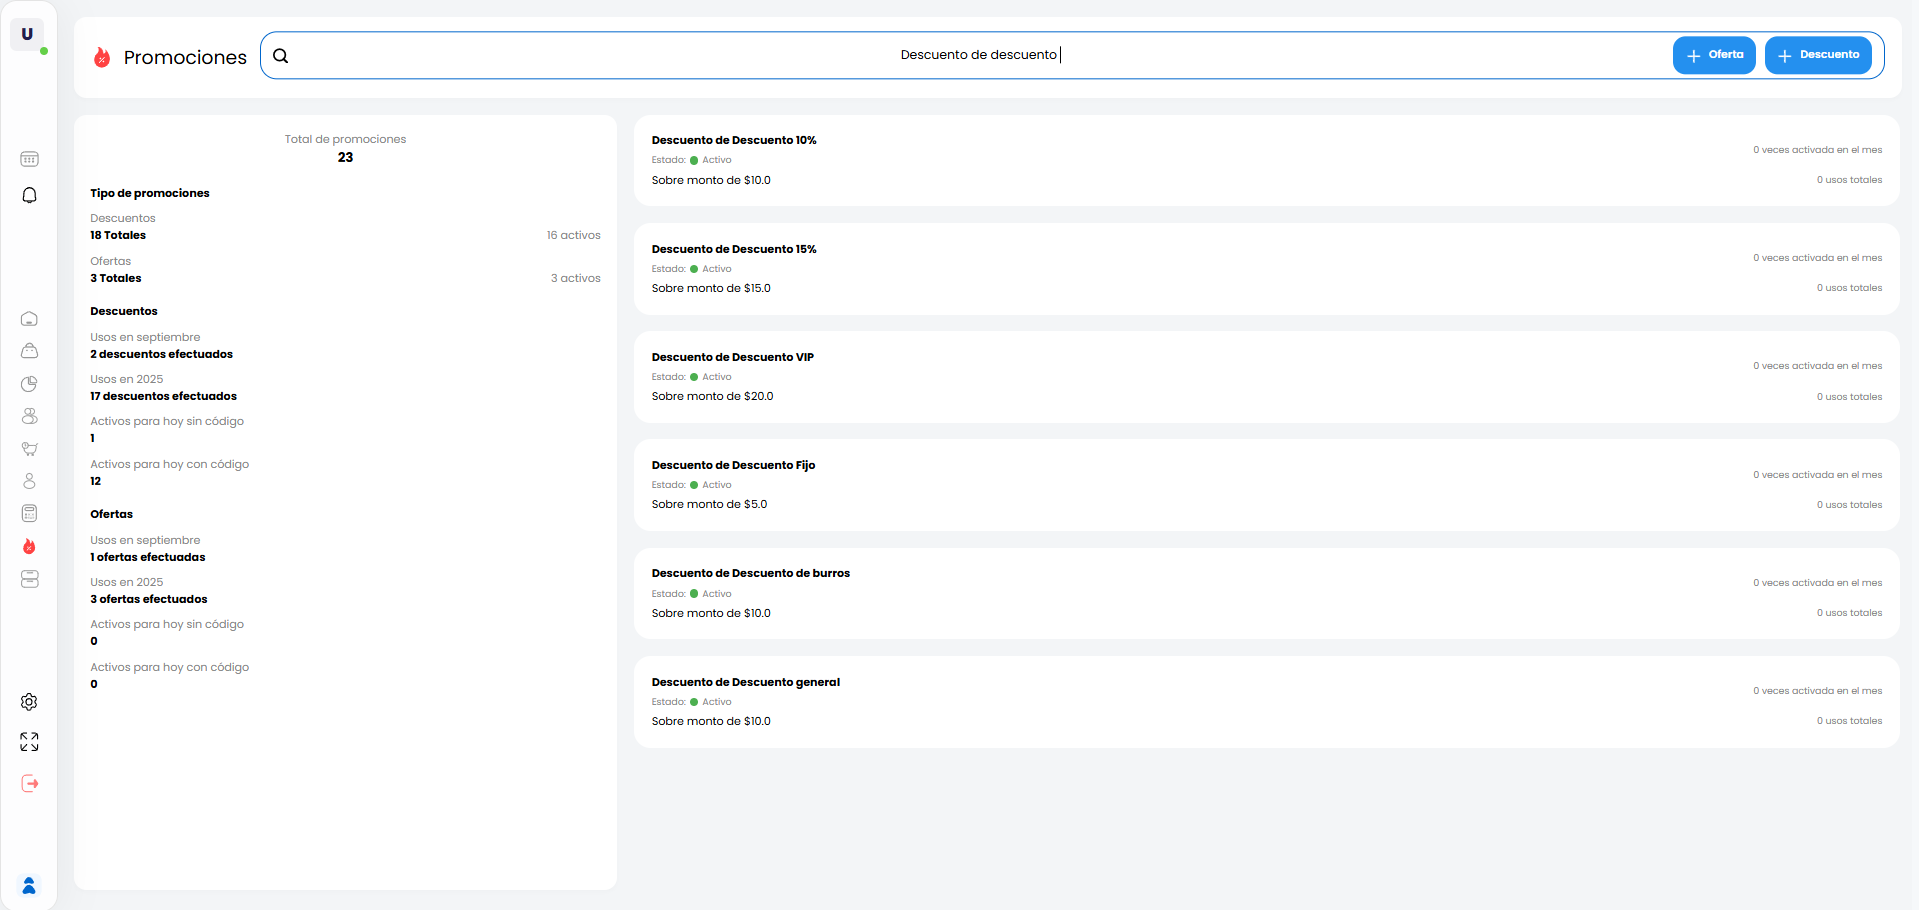 U
Promociones
Descuento de descuento
Oferta
Descuento
Total de promociones
23
Tipo de promociones
Descuentos
18 Totales
16 activos
Ofertas
3 Totales
3 activos
Descuentos
Usos en septiembre
2 descuentos efectuados
Usos en 2025
17 descuentos efectuados
Activos para hoy sin código
1
Activos para hoy con código
12
Ofertas
Usos en septiembre
1 ofertas efectuadas
Usos en 2025
3 ofertas efectuados
Activos para hoy sin código
0
Activos para hoy con código
0
Descuento de Descuento 10%
Estado: Activo
Sobre monto de $10.0
0 veces activada en el mes
0 usos totales
Descuento de Descuento 15%
Estado: Activo
Sobre monto de $15.0
0 veces activada en el mes
0 usos totales
Descuento de Descuento VIP
Estado: Activo
Sobre monto de $20.0
0 veces activada en el mes
0 usos totales
Descuento de Descuento Fijo
Estado: Activo
Sobre monto de $5.0
0 veces activada en el mes
0 usos totales
Descuento de Descuento de burros
Estado: Activo
Sobre monto de $10.0
0 veces activada en el mes
0 usos totales
Descuento de Descuento general
Estado: Activo
Sobre monto de $10.0
0 veces activada en el mes
0 usos totales